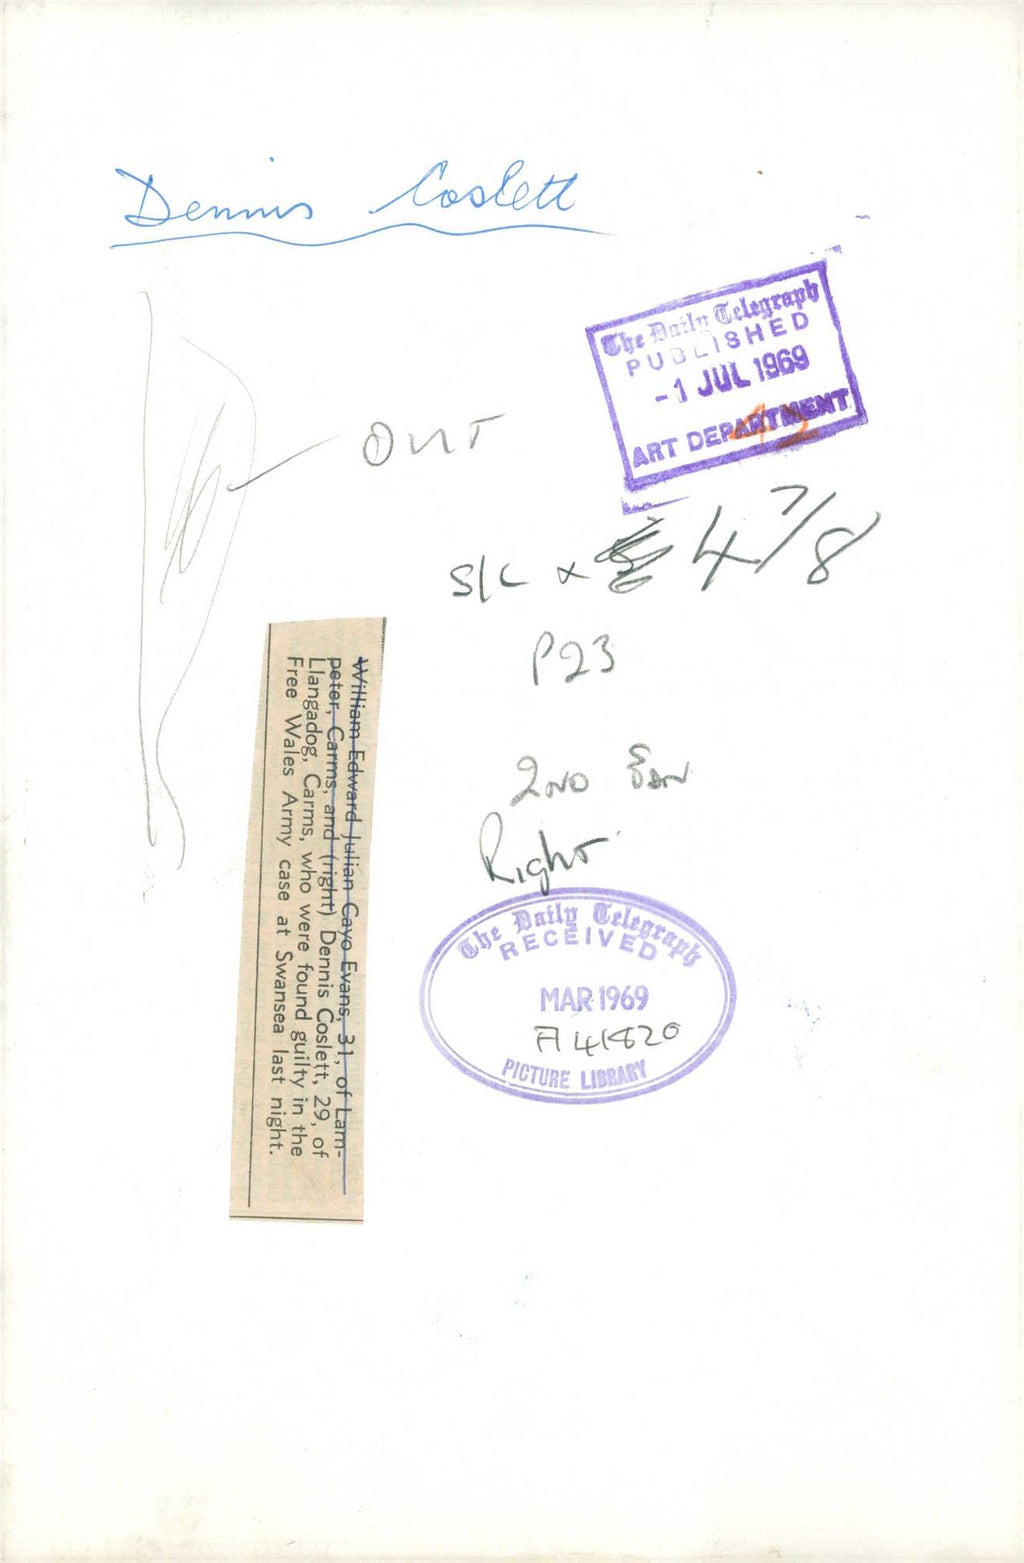 Dennis Coslett
The Daily Telegraph
PUBLISHED
-1 JUL 1969
ART DEPARTMENT
42
OUT
S/C x 4 7/8
P23
2ND
Right
William Edward Julian Cayo Evans, 31, of Lam-
peter, Carms, and (right) Dennis Coslett, 29, of
Llangadog, Carms, who were found guilty in the
Free Wales Army case at Swansea last night.
The Daily Telegraph
RECEIVED
MAR 1969
A41820
PICTURE LIBRARY